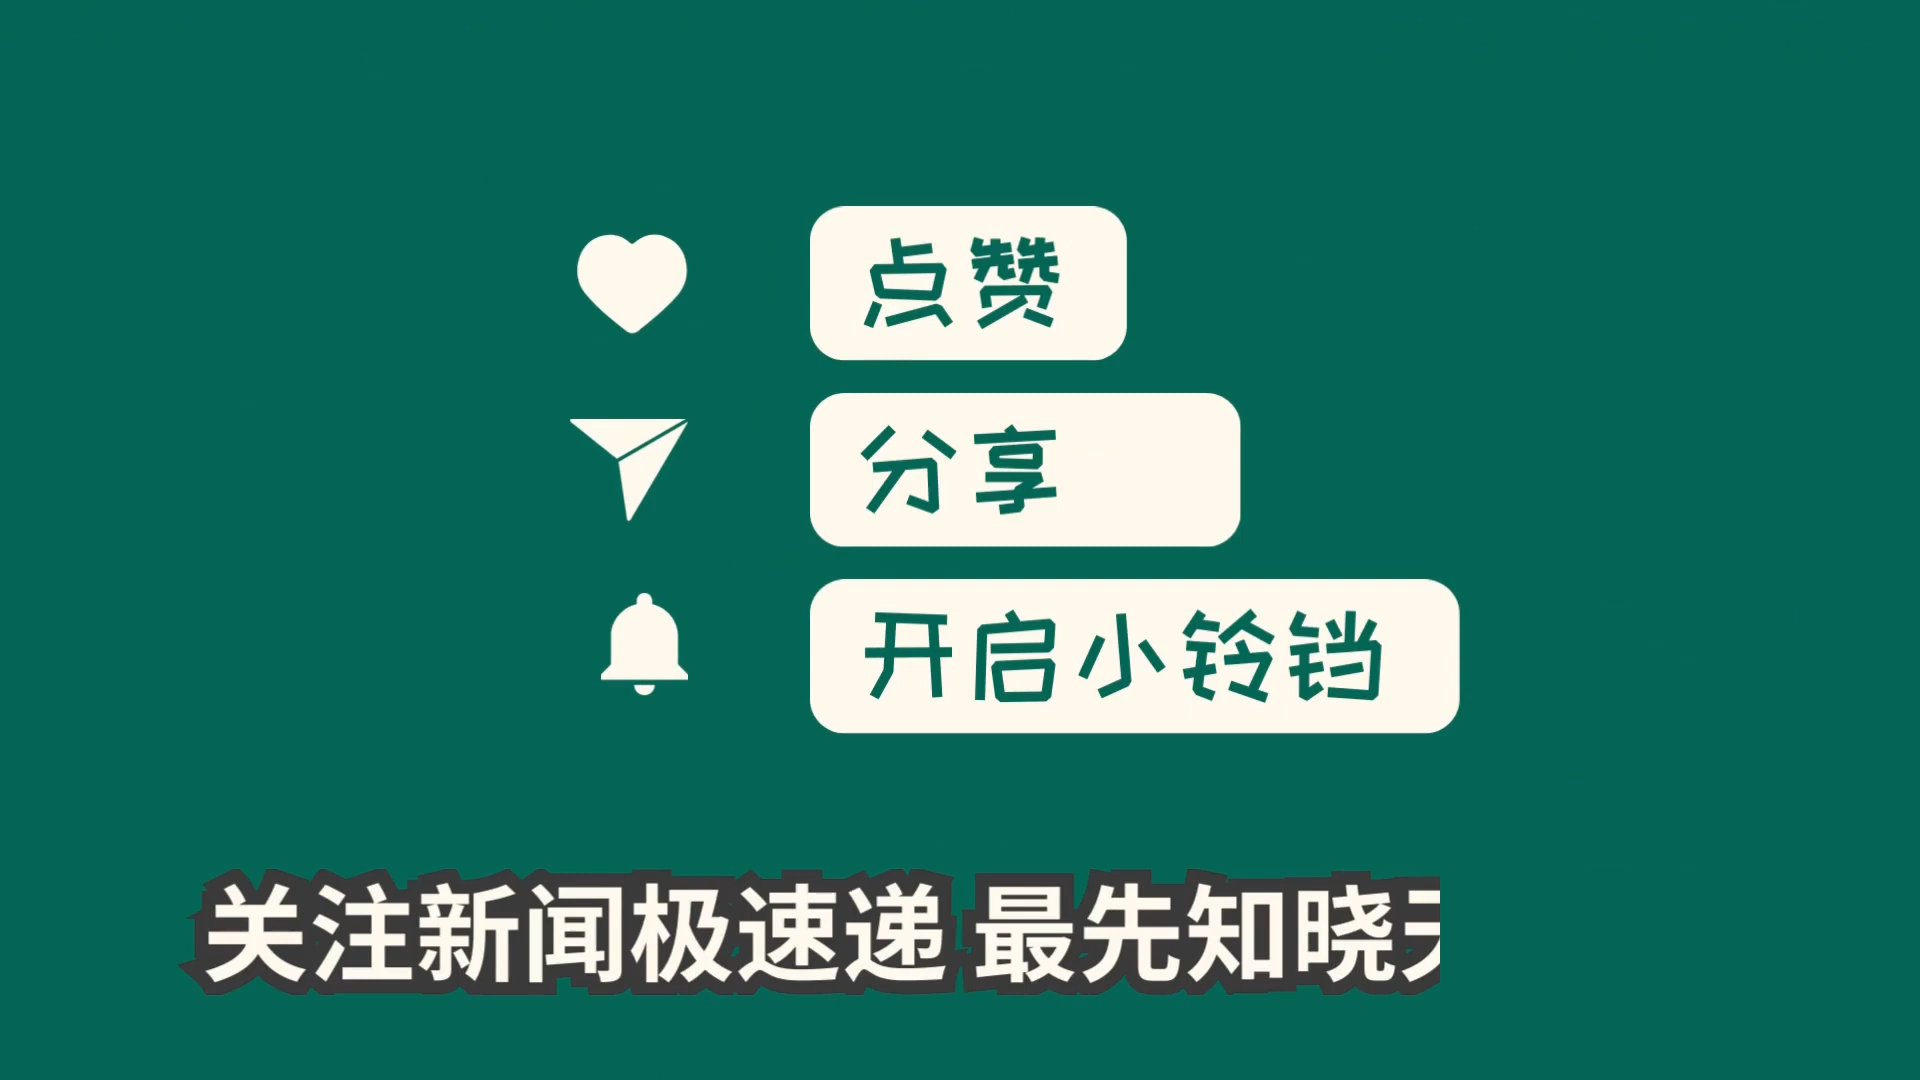 点赞
分享
开启小铃铛
关注新闻极速递 最先知晓